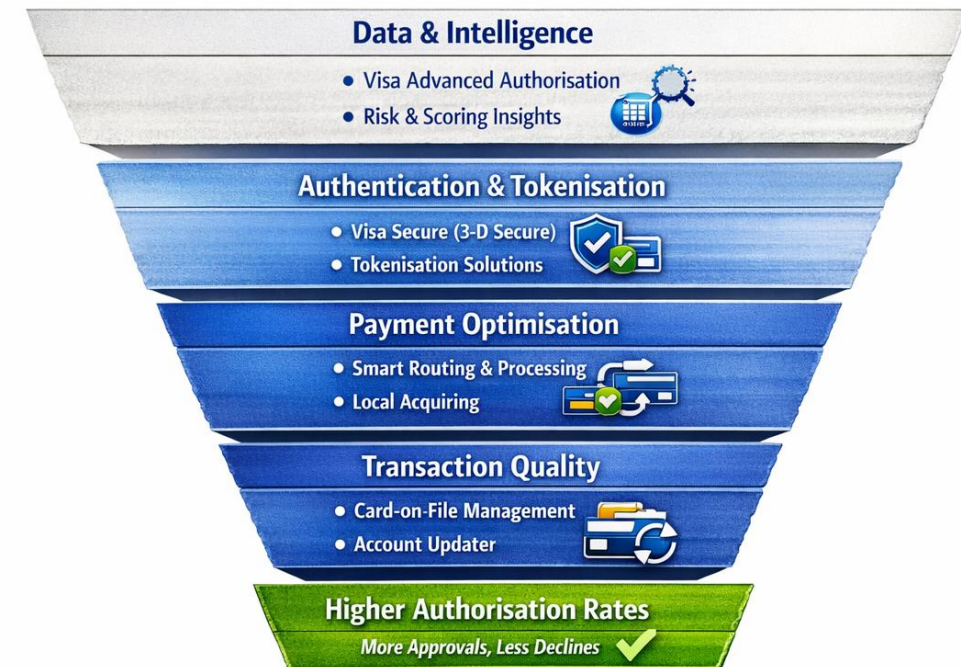 Data & Intelligence
• Visa Advanced Authorisation
• Risk & Scoring Insights
Authentication & Tokenisation
• Visa Secure (3-D Secure)
• Tokenisation Solutions
Payment Optimisation
• Smart Routing & Processing
• Local Acquiring
Transaction Quality
• Card-on-File Management
• Account Updater
Higher Authorisation Rates
More Approvals, Less Declines